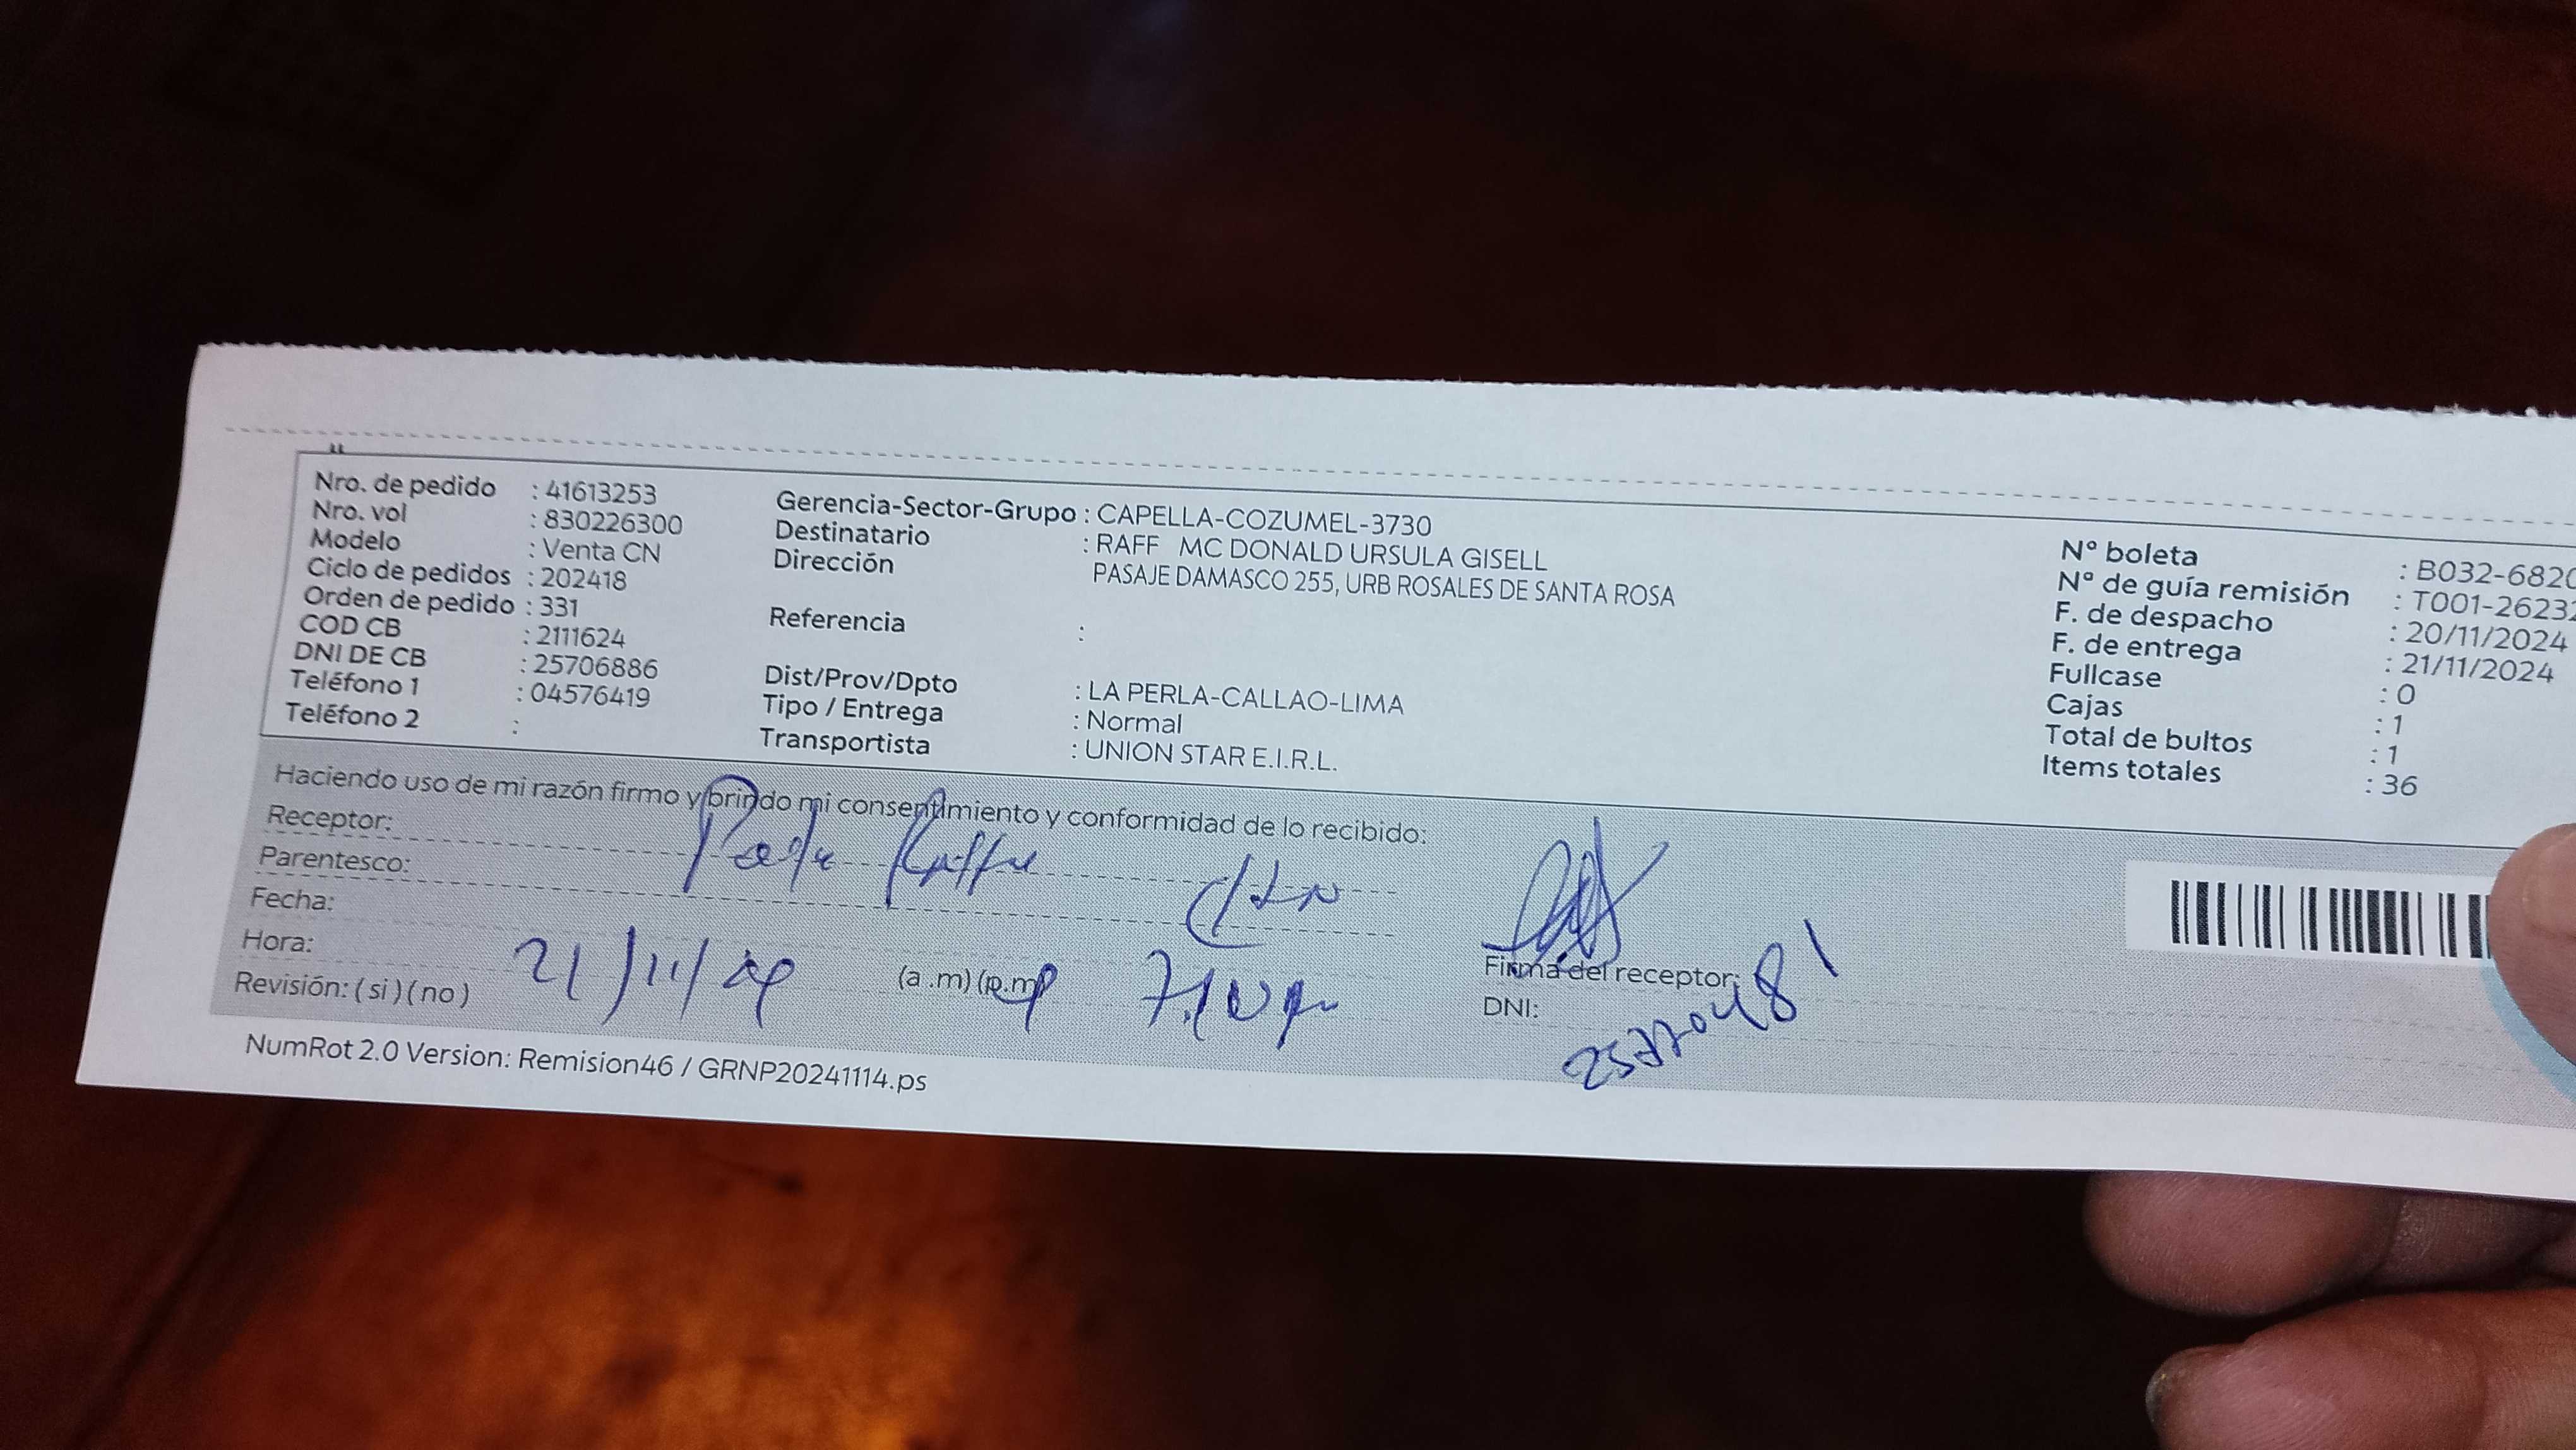 Nro. de pedido : 41613253
Nro. vol : 830226300
Modelo : Venta CN
Ciclo de pedidos : 202418
Orden de pedido : 331
COD CB : 2111624
DNI DE CB : 25706886
Teléfono 1 : 04576419
Teléfono 2 :
Gerencia-Sector-Grupo : CAPELLA-COZUMEL-3730
Destinatario : RAFF MC DONALD URSULA GISELL
Dirección PASAJE DAMASCO 255, URB ROSALES DE SANTA ROSA
Referencia :
Dist/Prov/Dpto : LA PERLA-CALLAO-LIMA
Tipo / Entrega : Normal
Transportista : UNION STAR E.I.R.L.
Nº boleta : B032-6820
Nº de guía remisión : T001-26232
F. de despacho : 20/11/2024
F. de entrega : 21/11/2024
Fullcase : 0
Cajas : 1
Total de bultos : 1
Items totales : 36
Haciendo uso de mi razón firmo y brindo mi consentimiento y conformidad de lo recibido:
Receptor:
Parentesco:
Fecha:
Hora: 21/11/24 (a.m) (p.m)
Revisión: ( si ) ( no )
Firma del receptor:
DNI:
NumRot 2.0 Version: Remision46 / GRNP20241114.ps